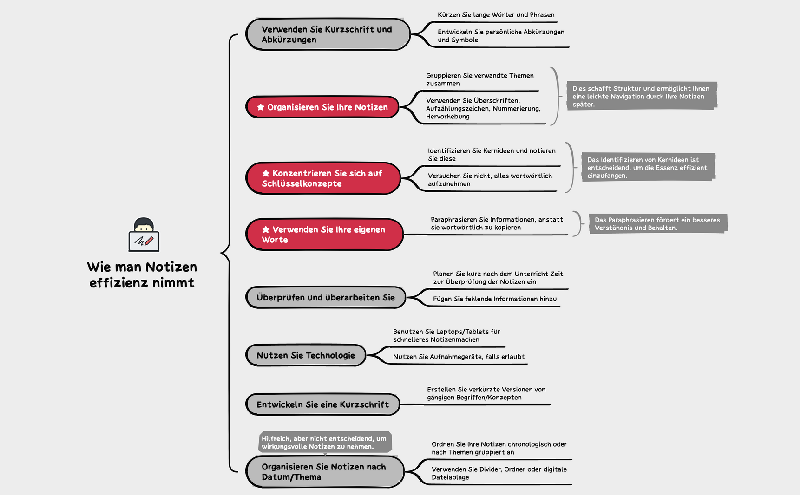 Wie man Notizen
effizienz nimmt
Verwenden Sie Kurzschrift und
Abkürzungen
Kürzen Sie lange Wörter und Phrasen
Entwickeln Sie persönliche Abkürzungen
und Symbole
★ Organisieren Sie Ihre Notizen
Gruppieren Sie verwandte Themen
zusammen
Verwenden Sie Überschriften,
Aufzählungszeichen, Nummerierung,
Hervorhebung
Dies schafft Struktur und ermöglicht Ihnen
eine leichte Navigation durch Ihre Notizen
später.
★ Konzentrieren Sie sich auf
Schlüsselkonzepte
Identifizieren Sie Kernideen und notieren
Sie diese
Versuchen Sie nicht, alles wortwörtlich
aufzunehmen
Das Identifizieren von Kernideen ist
entscheidend, um die Essenz effizient
einzufangen.
★ Verwenden Sie Ihre eigenen
Worte
Paraphrasieren Sie Informationen, anstatt
sie wortwörtlich zu kopieren
Das Paraphrasieren fördert ein besseres
Verständnis und Behalten.
Überprüfen und überarbeiten Sie
Planen Sie kurz nach dem Unterricht Zeit
zur Überprüfung der Notizen ein
Fügen Sie fehlende Informationen hinzu
Nutzen Sie Technologie
Benutzen Sie Laptops/Tablets für
schnelleres Notizenmachen
Nutzen Sie Aufnahmegeräte, falls erlaubt
Entwickeln Sie eine Kurzschrift
Erstellen Sie verkürzte Versionen von
gängigen Begriffen/Konzepten
Hilfreich, aber nicht entscheidend, um
wirkungsvolle Notizen zu nehmen.
Organisieren Sie Notizen nach
Datum/Thema
Ordnen Sie Ihre Notizen chronologisch oder
nach Themen gruppiert an
Verwenden Sie Divider, Ordner oder digitale
Dateiablage